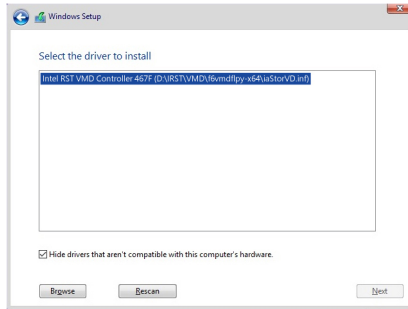 Windows Setup
Select the driver to install
Intel RST VMD Controller 467F (D:\IRST\VMD\f6vmdflpy-x64\iaStorVD.inf)
Hide drivers that aren't compatible with this computer's hardware.
Browse
Rescan
Next